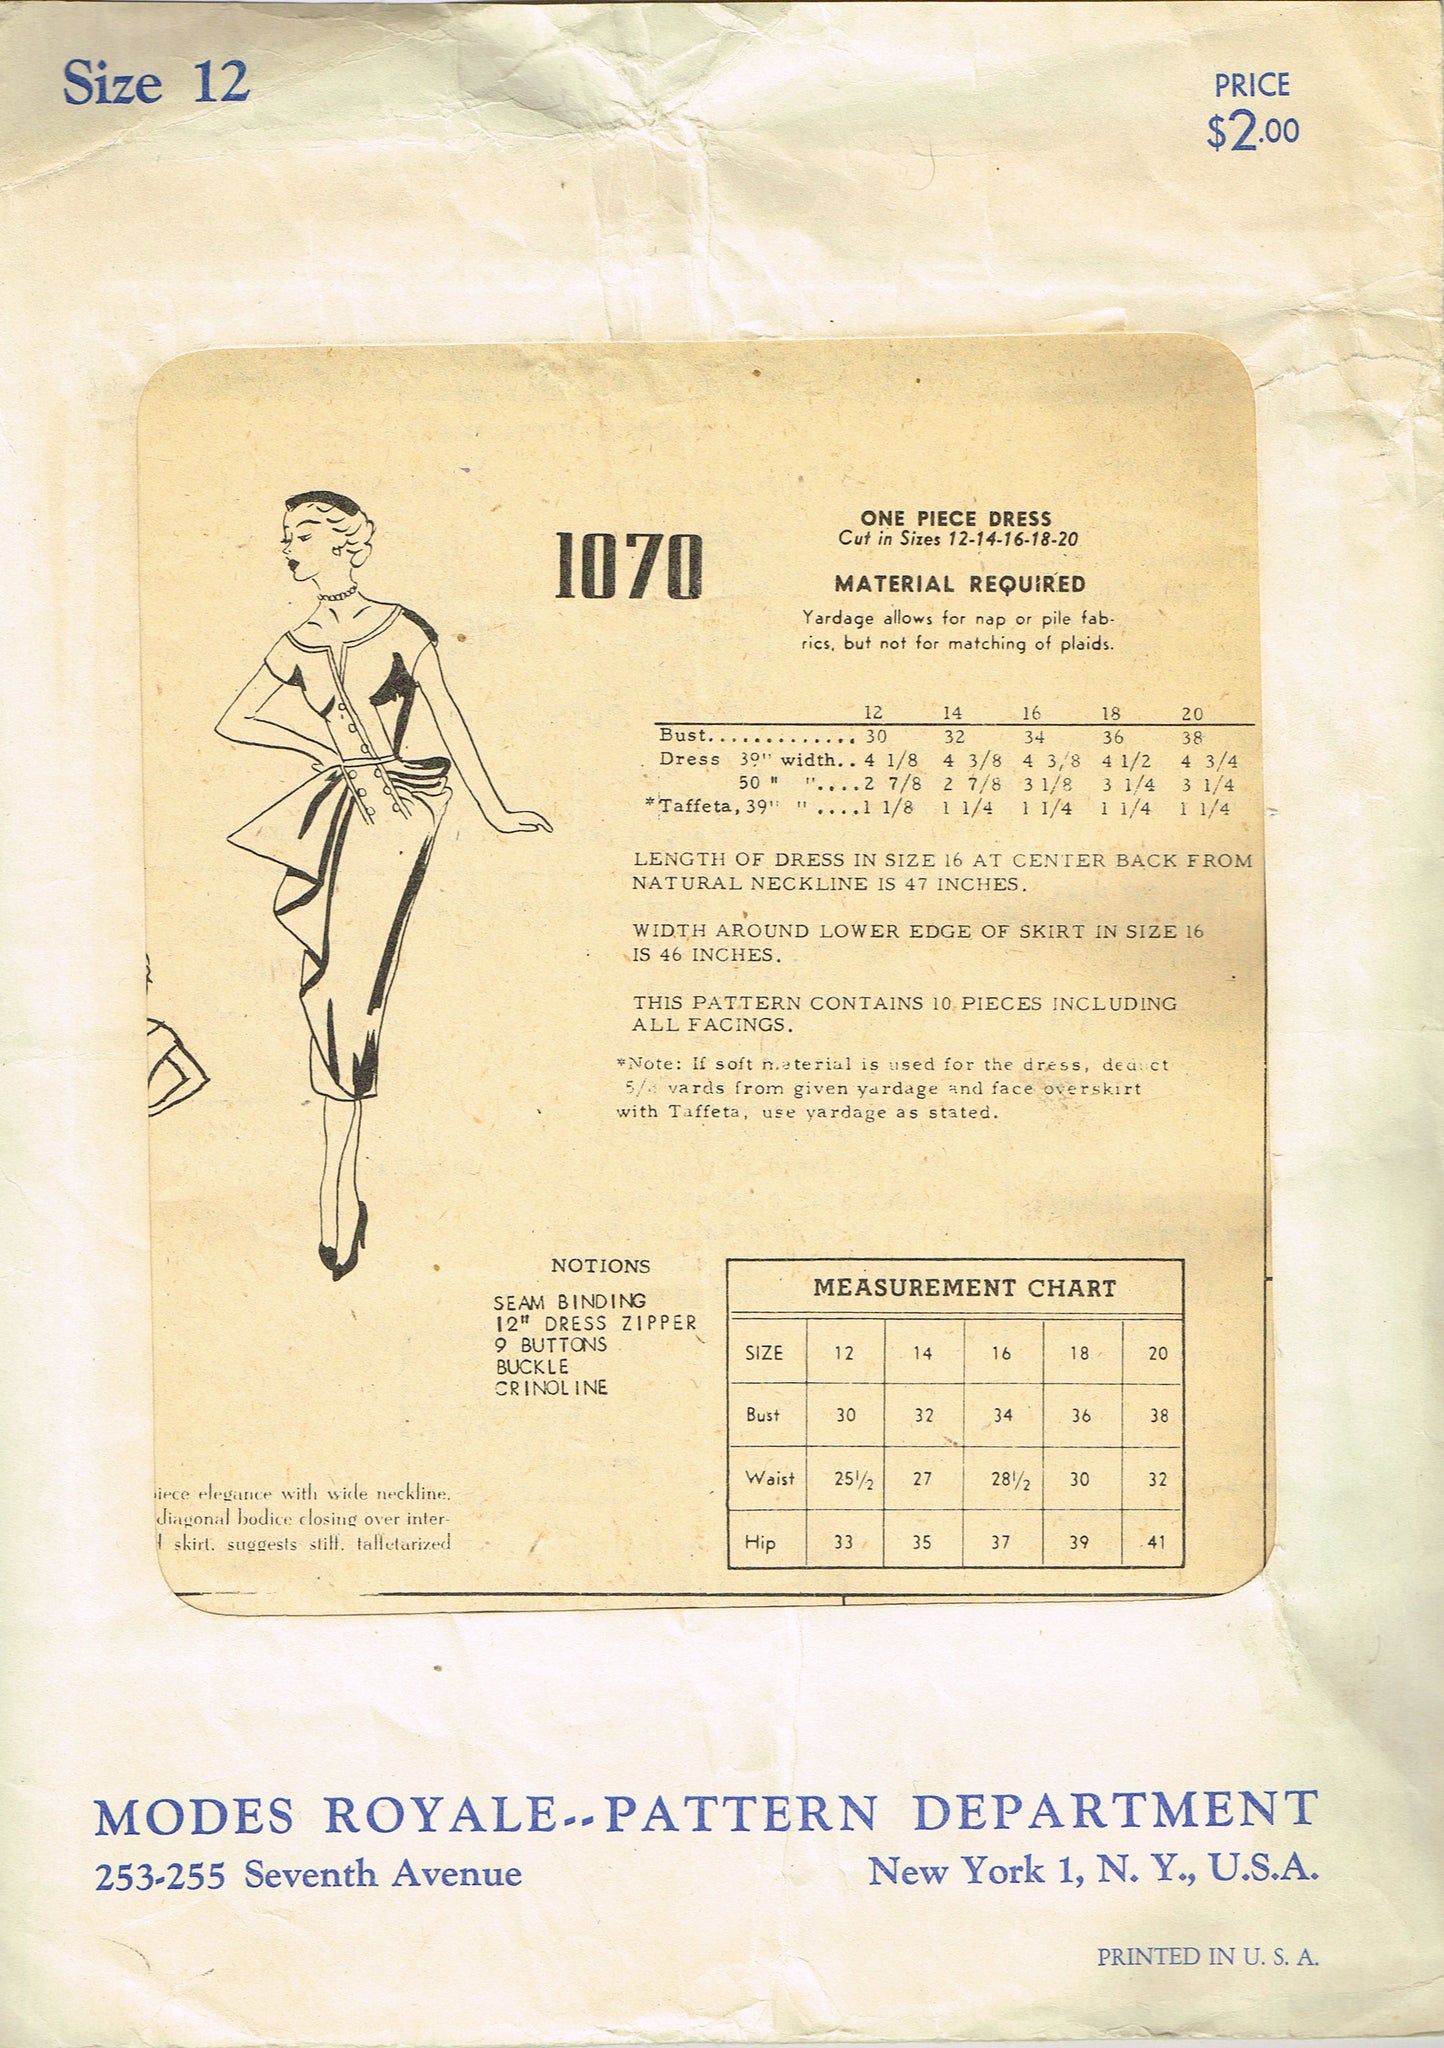 Size 12
PRICE
$2.00
1070
ONE PIECE DRESS
Cut in Sizes 12-14-16-18-20
MATERIAL REQUIRED
Yardage allows for nap or pile fab-
rics, but not for matching of plaids.
12 14 16 18 20
Bust............. 30 32 34 36 38
Dress 39" width.. 4 1/8 4 3/8 4 3/8 4 1/2 4 3/4
50 " ".... 2 7/8 2 7/8 3 1/8 3 1/4 3 1/4
*Taffeta, 39" " ....1 1/8 1 1/4 1 1/4 1 1/4 1 1/4
LENGTH OF DRESS IN SIZE 16 AT CENTER BACK FROM
NATURAL NECKLINE IS 47 INCHES.
WIDTH AROUND LOWER EDGE OF SKIRT IN SIZE 16
IS 46 INCHES.
THIS PATTERN CONTAINS 10 PIECES INCLUDING
ALL FACINGS.
*Note: If soft material is used for the dress, deduct
yards from given yardage and face overskirt
with Taffeta, use yardage as stated.
NOTIONS
SEAM BINDING
12" DRESS ZIPPER
9 BUTTONS
BUCKLE
CRINOLINE
MEASUREMENT CHART
SIZE 12 14 16 18 20
Bust 30 32 34 36 38
Waist 25 1/2 27 28 1/2 30 32
Hip 33 35 37 39 41
iece elegance with wide neckline,
diagonal bodice closing over inter-
skirt, suggests stiff, taffetarized
MODES ROYALE--PATTERN DEPARTMENT
253-255 Seventh Avenue
New York 1, N. Y., U.S.A.
PRINTED IN U. S. A.